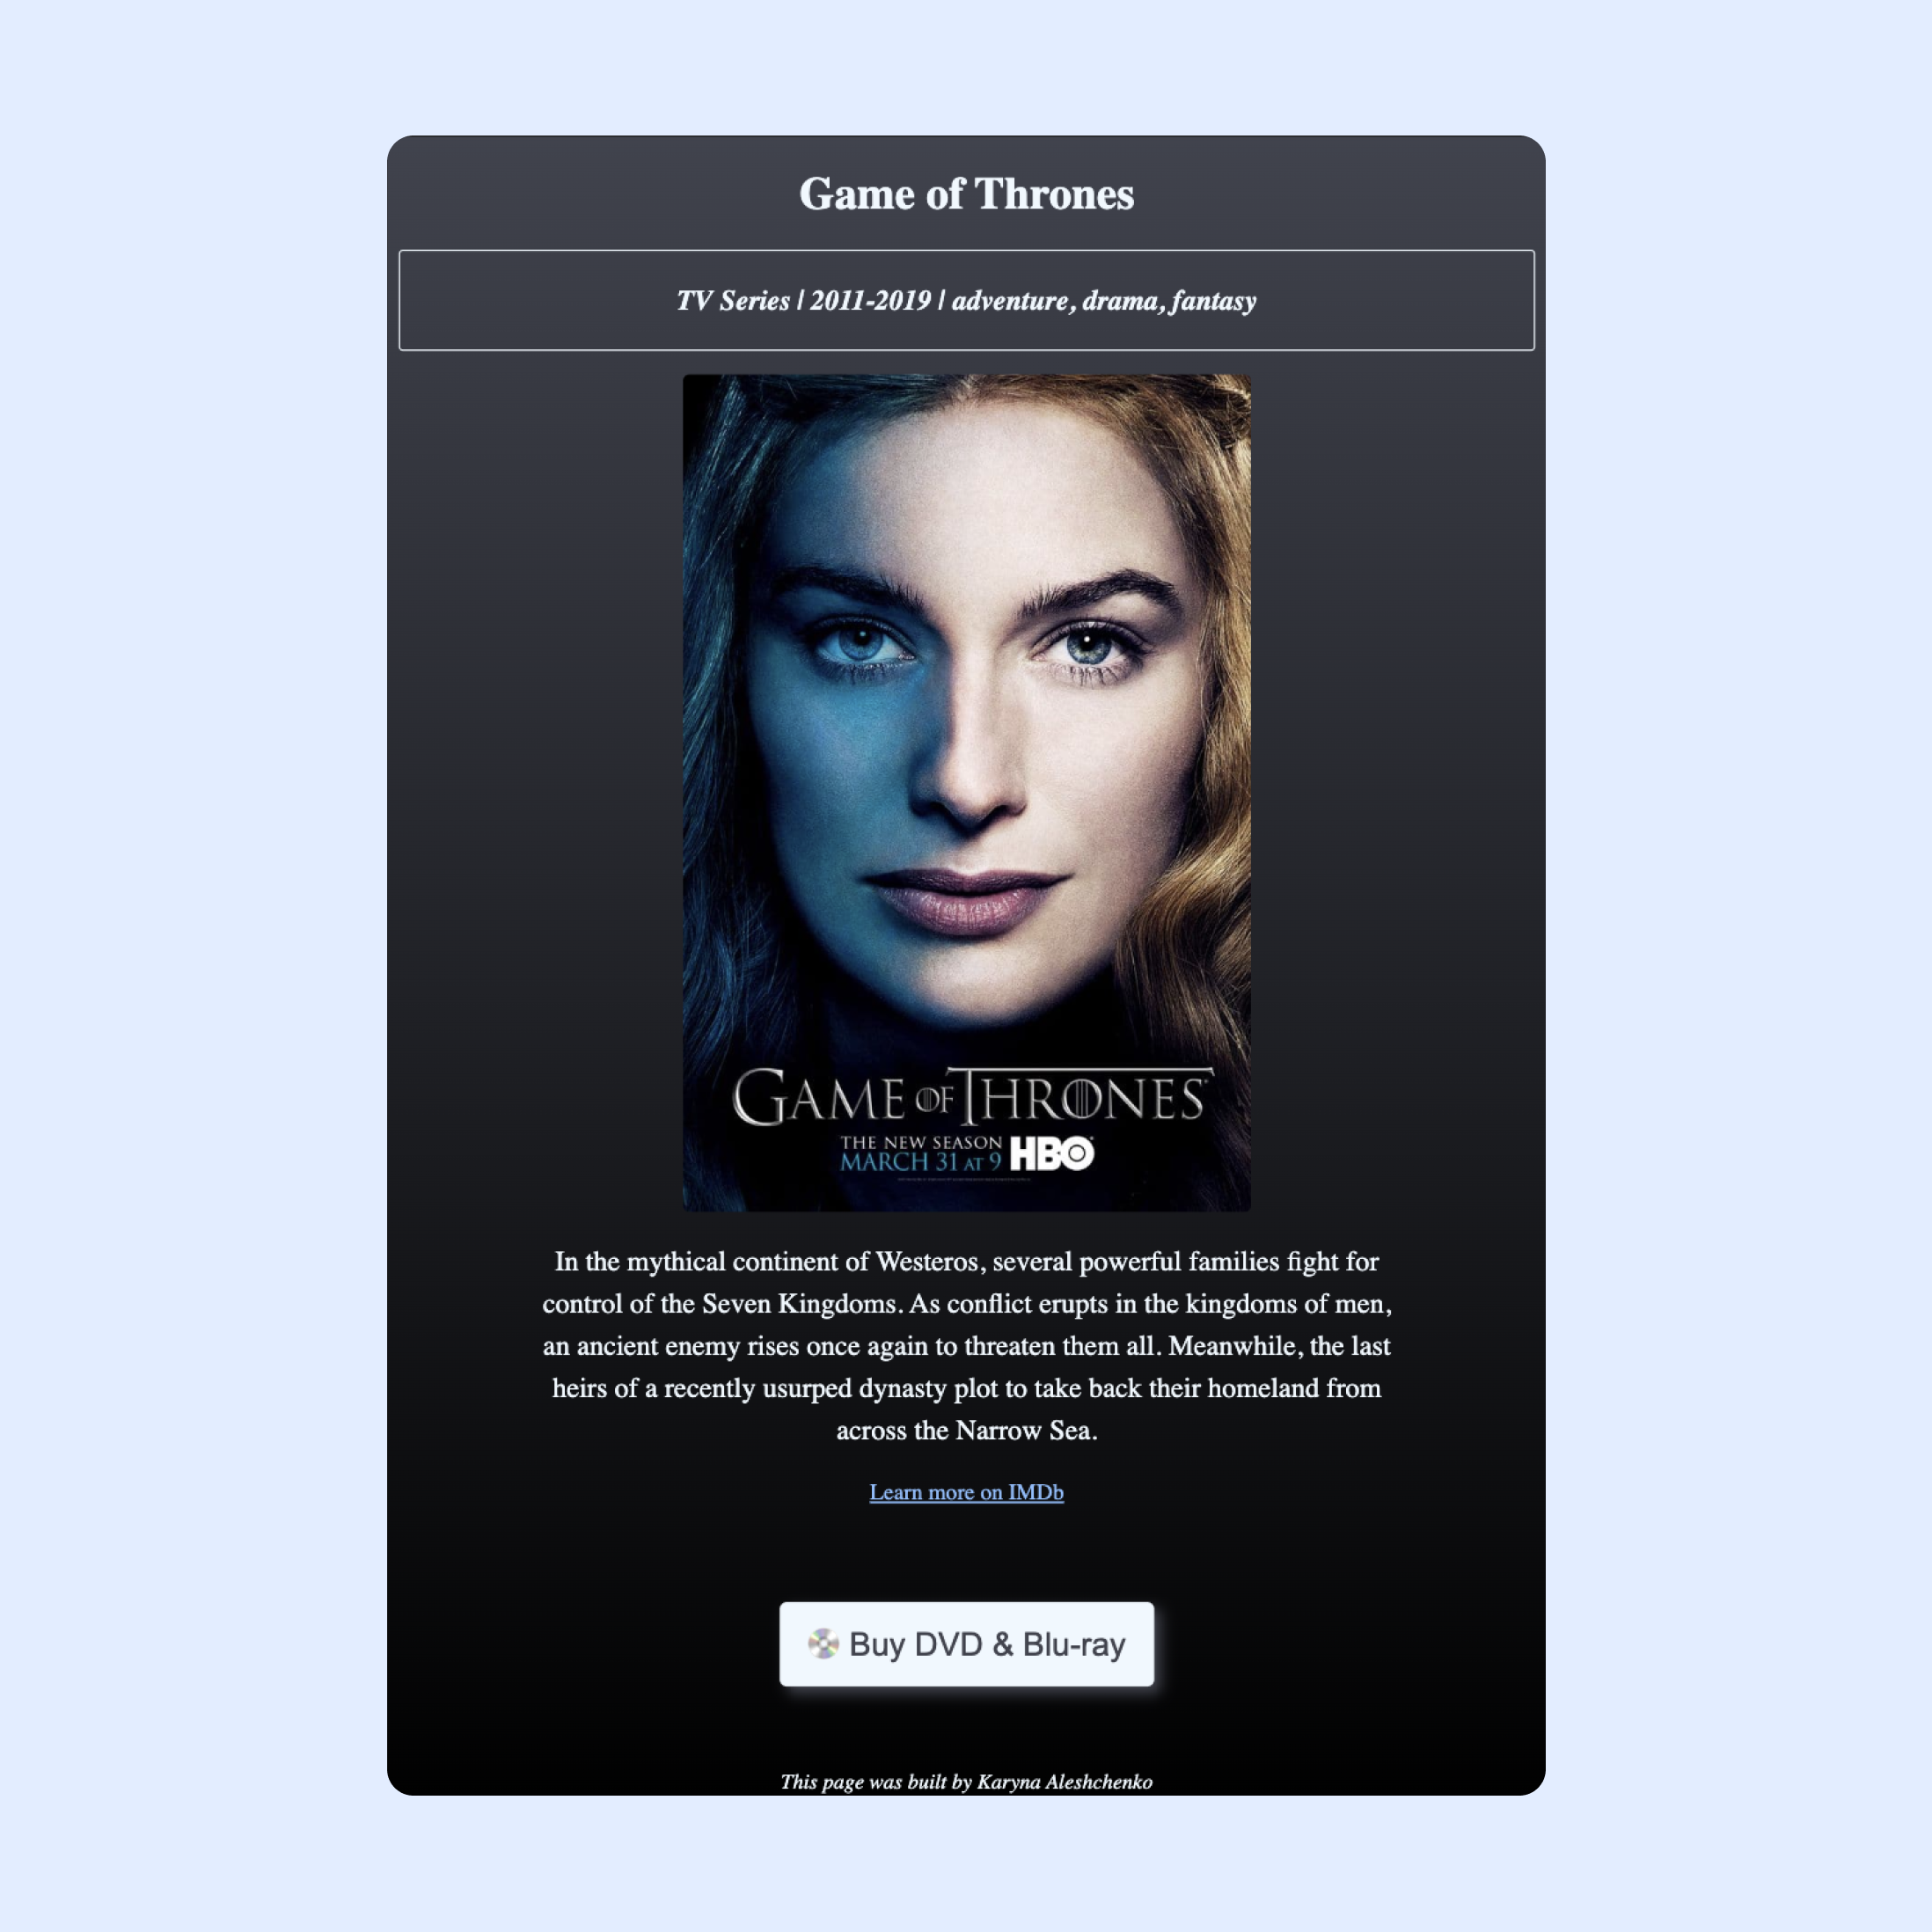 Game of Thrones
TV Series | 2011-2019 | adventure, drama, fantasy
GAME OF THRONES
THE NEW SEASON
MARCH 31 AT 9 HBO
In the mythical continent of Westeros, several powerful families fight for
control of the Seven Kingdoms. As conflict erupts in the kingdoms of men,
an ancient enemy rises once again to threaten them all. Meanwhile, the last
heirs of a recently usurped dynasty plot to take back their homeland from
across the Narrow Sea.
Learn more on IMDb
Buy DVD & Blu-ray
This page was built by Karyna Aleshchenko